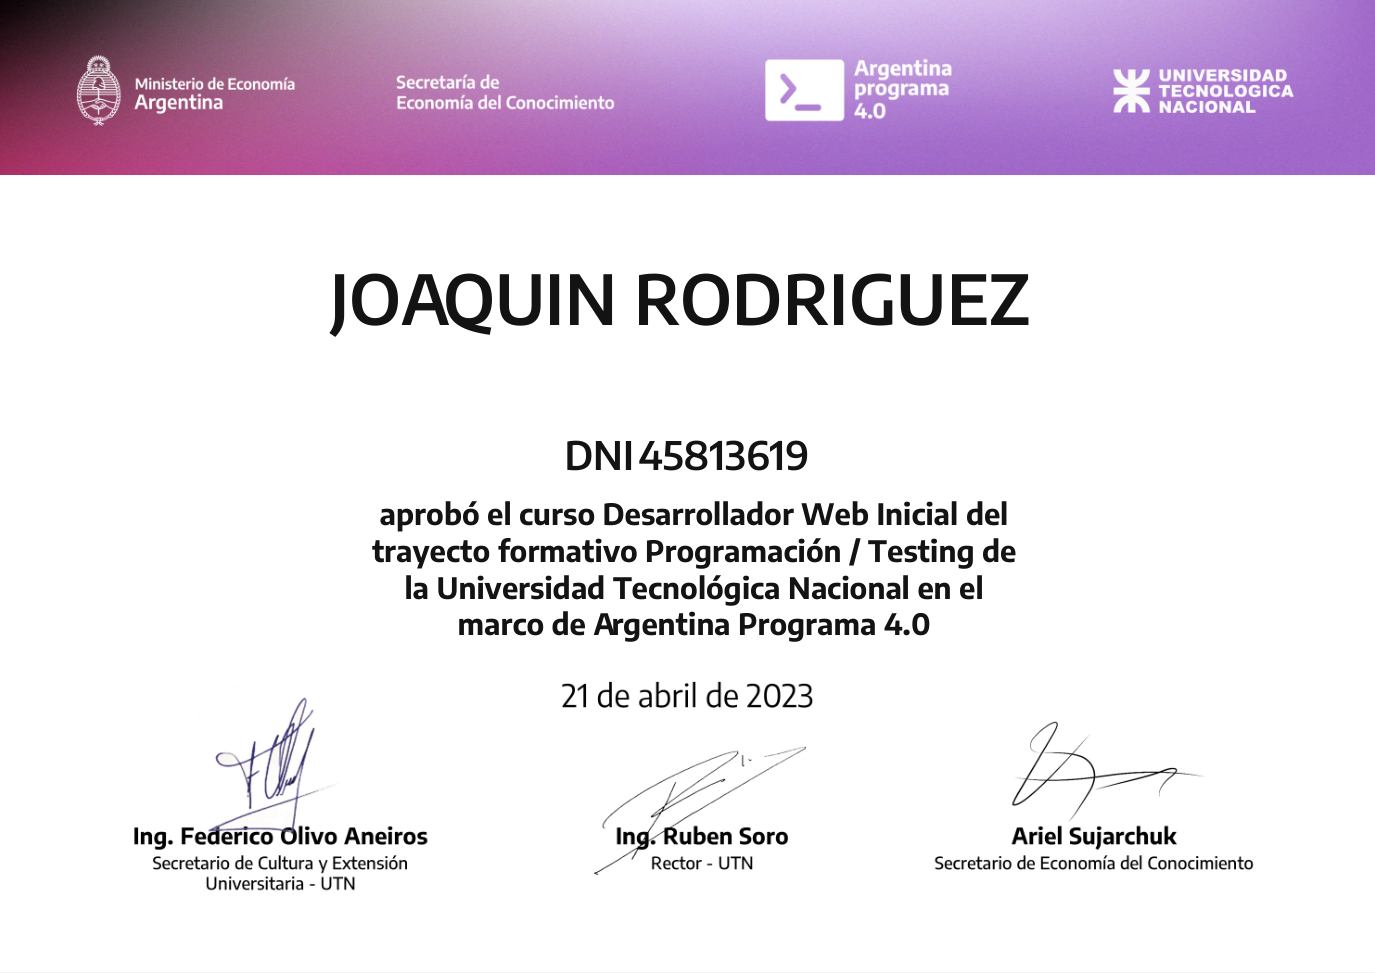 Ministerio de Economía
Argentina
Secretaría de
Economía del Conocimiento
Argentina
programa
4.0
UNIVERSIDAD
TECNOLOGICA
NACIONAL
JOAQUIN RODRIGUEZ
DNI 45813619
aprobó el curso Desarrollador Web Inicial del
trayecto formativo Programación / Testing de
la Universidad Tecnológica Nacional en el
marco de Argentina Programa 4.0
21 de abril de 2023
Ing. Federico Olivo Aneiros
Secretario de Cultura y Extensión
Universitaria - UTN
Ing. Ruben Soro
Rector - UTN
Ariel Sujarchuk
Secretario de Economía del Conocimiento